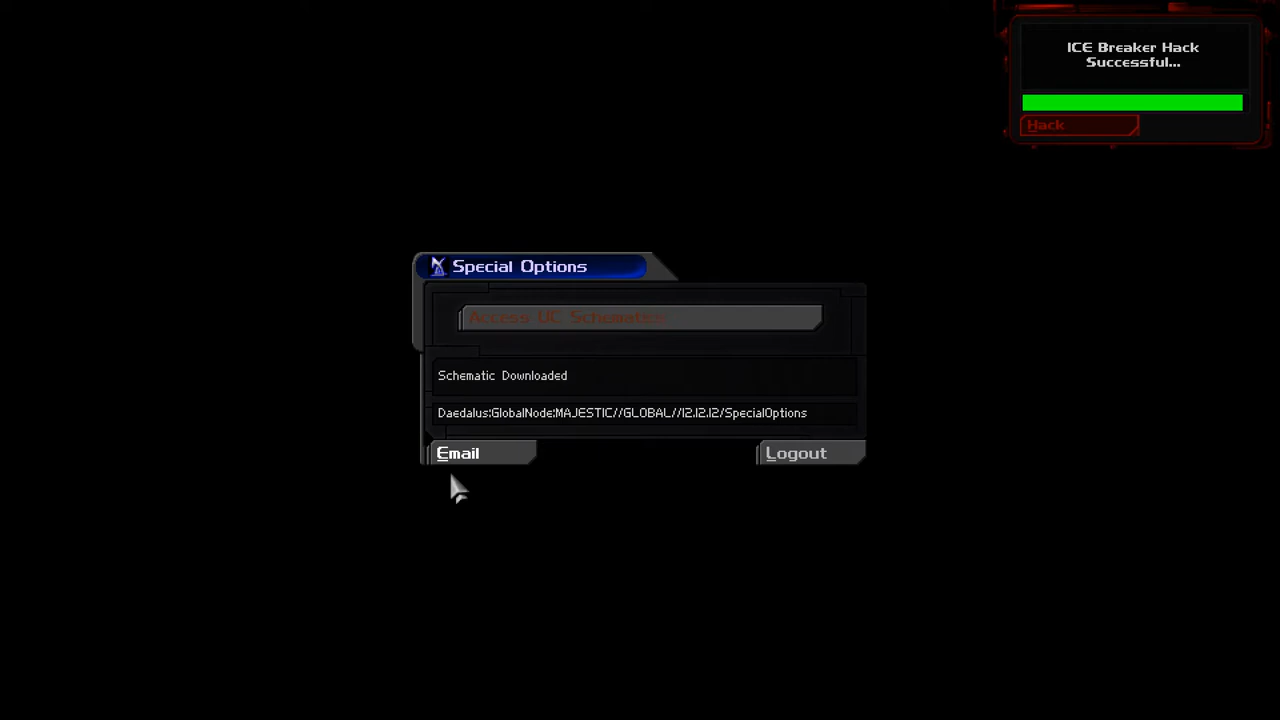 ICE Breaker Hack
Successful...
Hack
Special Options
Access UC Schematics
Schematic Downloaded
Daedalus:GlobalNode:MAJESTIC//GLOBAL//12.12.12/SpecialOptions
Email
Logout